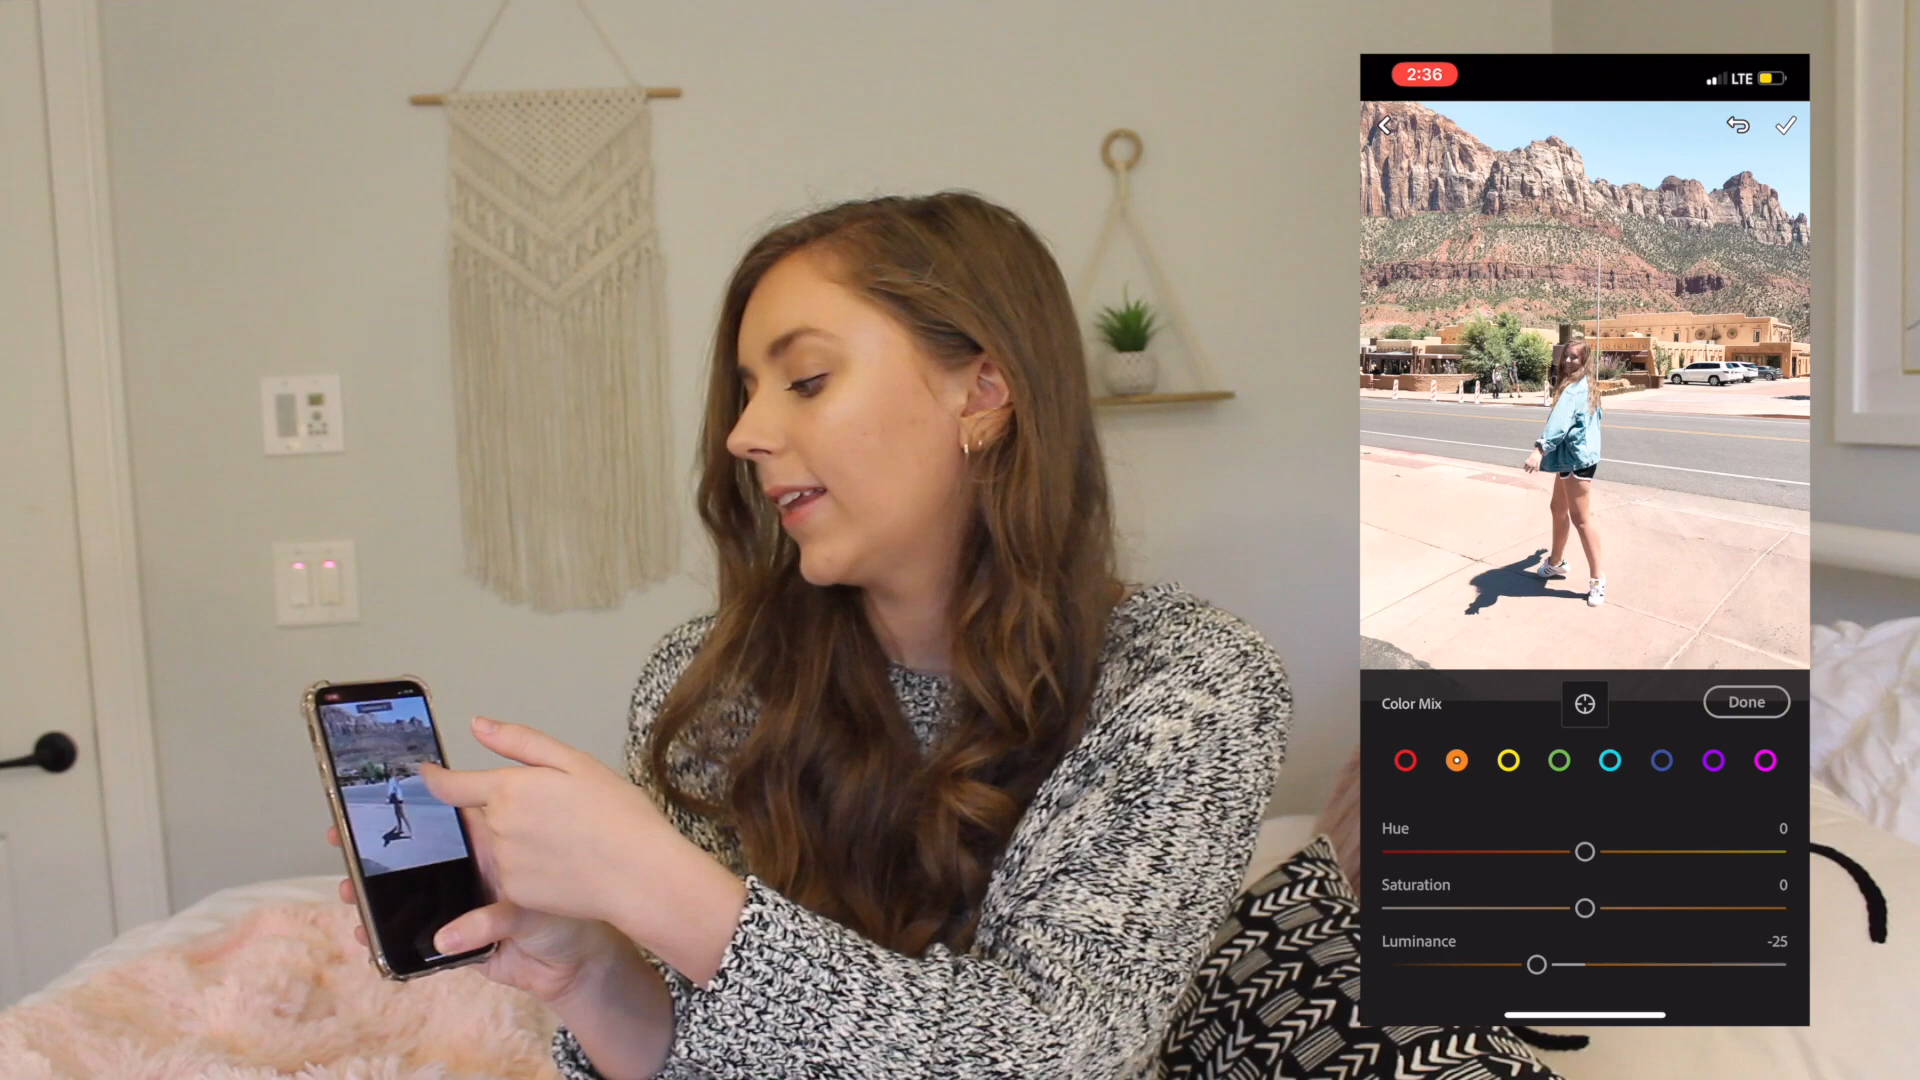 2:36
LTE
Color Mix
Done
Hue 0
Saturation 0
Luminance -25